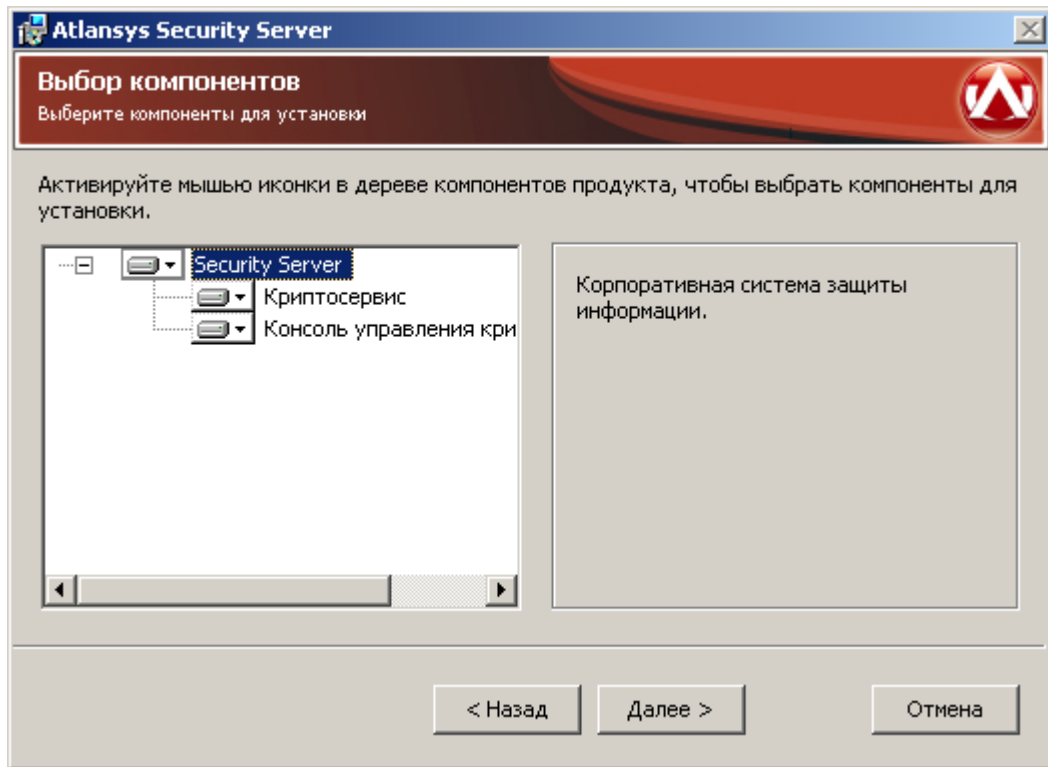 Atlansys Security Server
Выбор компонентов
Выберите компоненты для установки
Активируйте мышью иконки в дереве компонентов продукта, чтобы выбрать компоненты для
установки.
Security Server
Криптосервис
Консоль управления кри
Корпоративная система защиты
информации.
< Назад
Далее >
Отмена